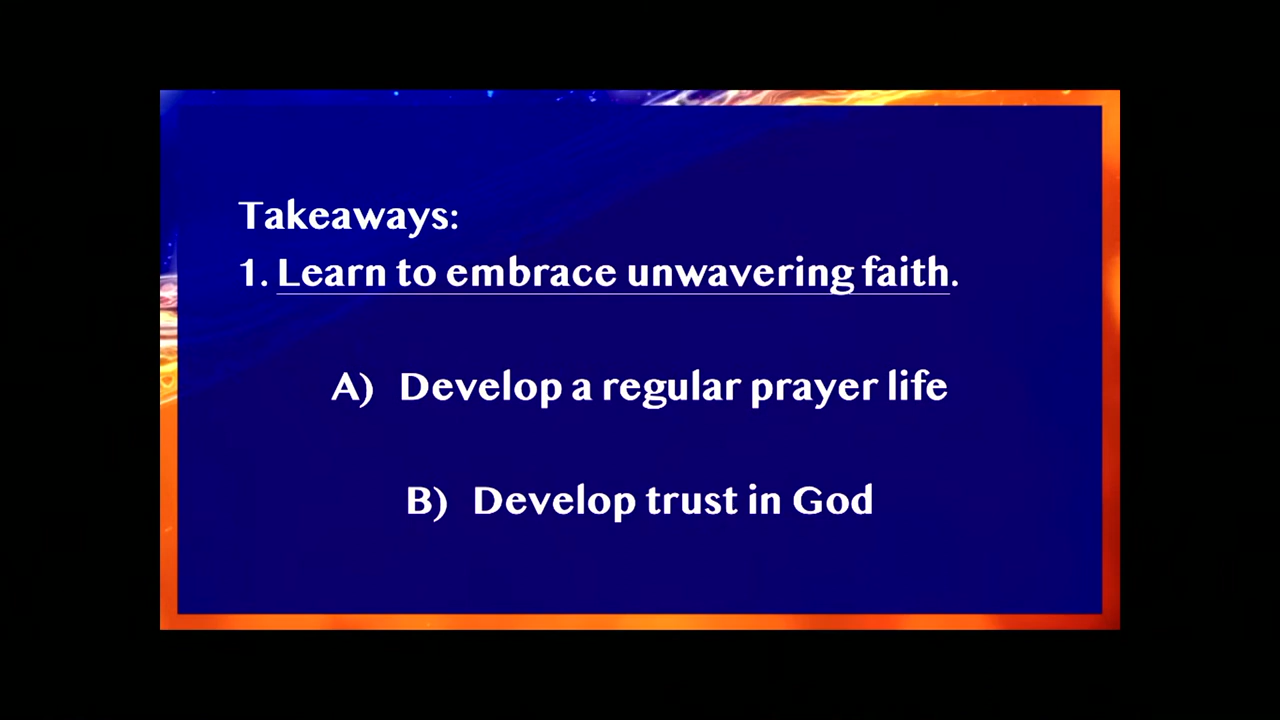 Takeaways:
1. Learn to embrace unwavering faith.
A) Develop a regular prayer life
B) Develop trust in God